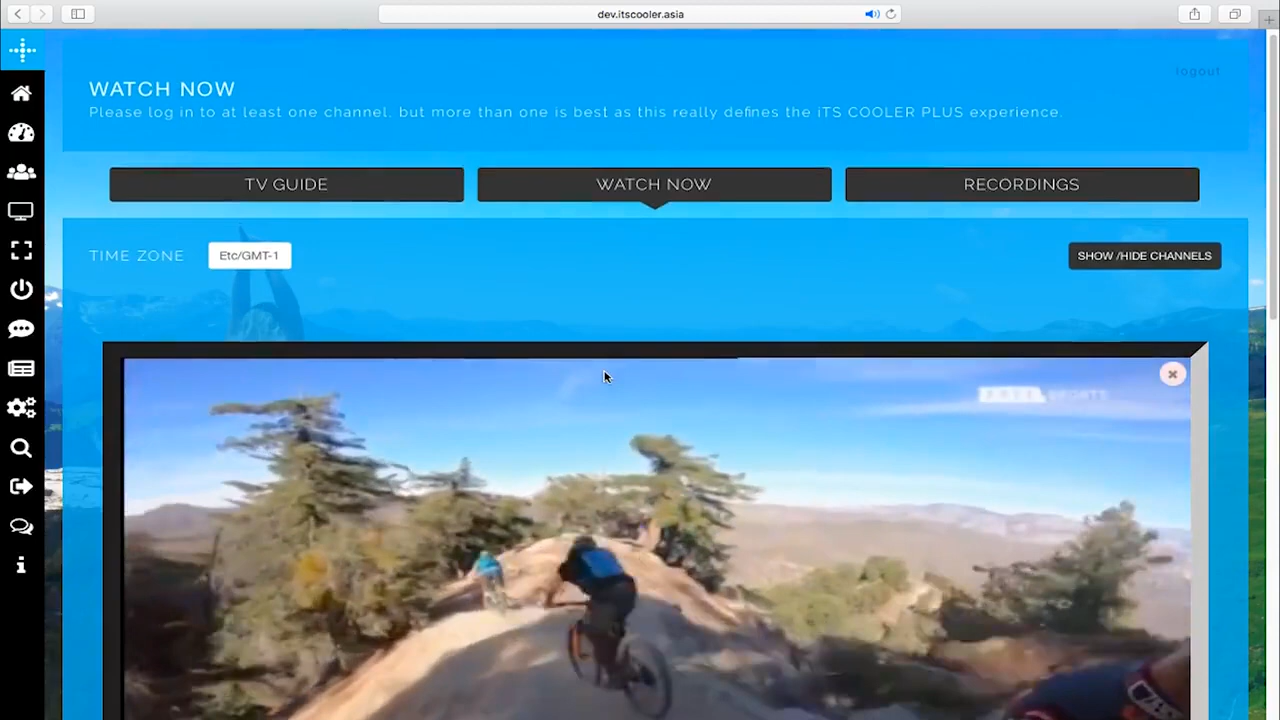 dev.itscooler.asia
logout
WATCH NOW
Please log in to at least one channel, but more than one is best as this really defines the iTS COOLER PLUS experience.
TV GUIDE
WATCH NOW
RECORDINGS
TIME ZONE
Etc/GMT-1
SHOW /HIDE CHANNELS
SPORTS